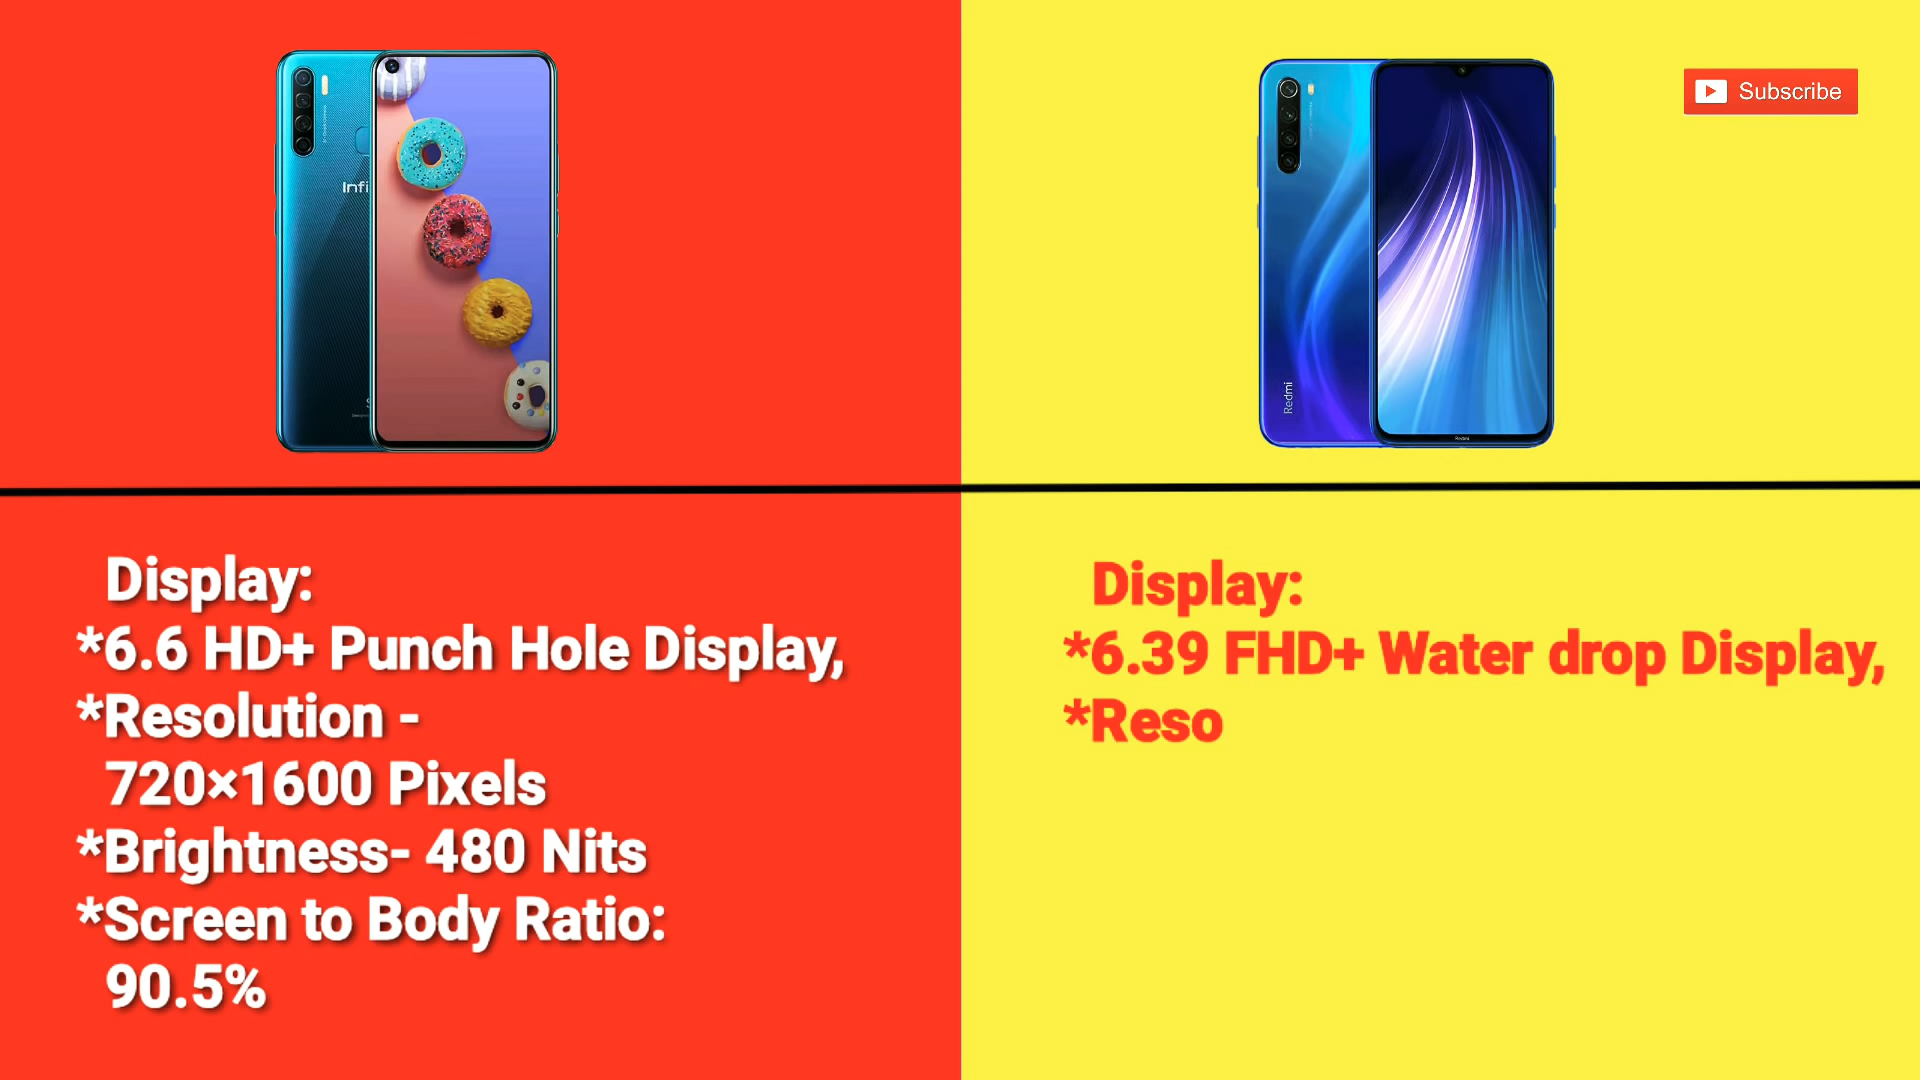 Infi
Redmi
Redmi
Subscribe
Display:
*6.6 HD+ Punch Hole Display,
*Resolution -
720×1600 Pixels
*Brightness- 480 Nits
*Screen to Body Ratio:
90.5%
Display:
*6.39 FHD+ Water drop Display,
*Reso